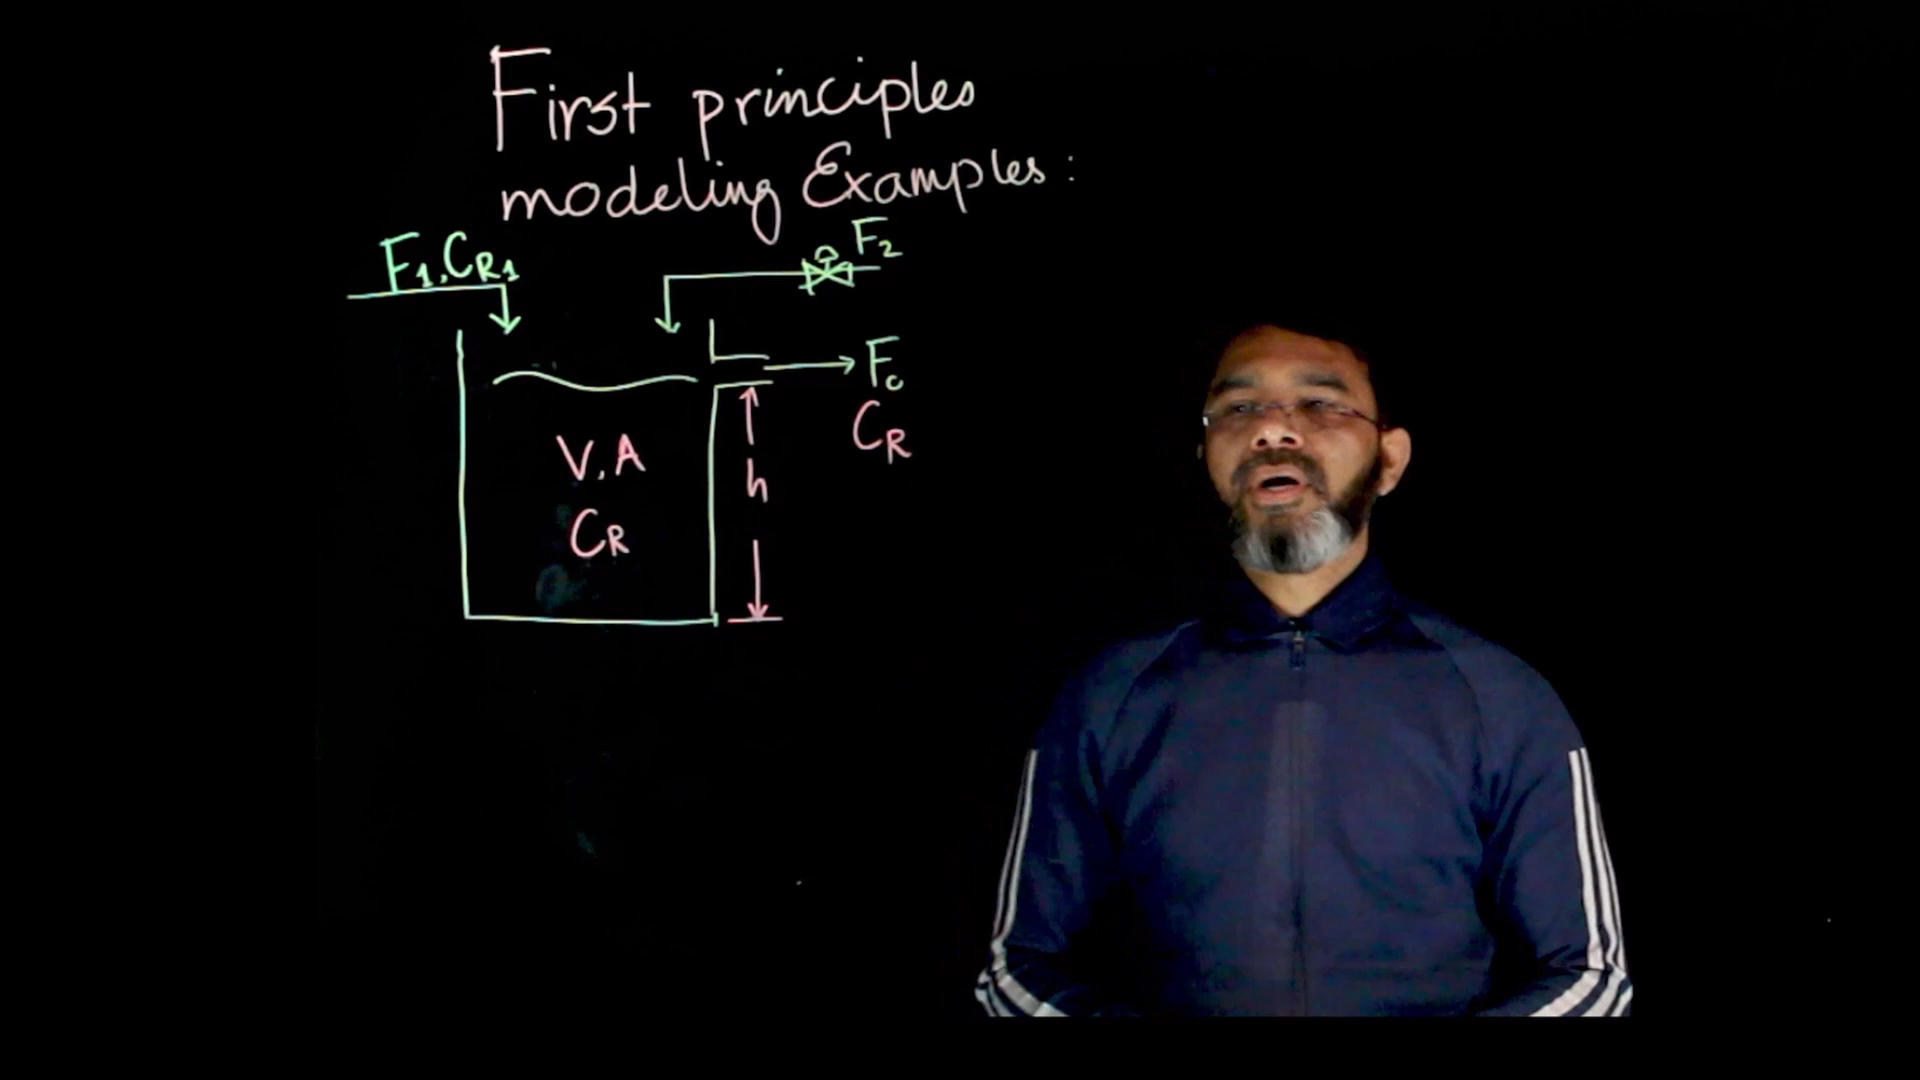 First principles
modeling Examples:
F1, CR1
F2
Fo
CR
V, A
h
CR